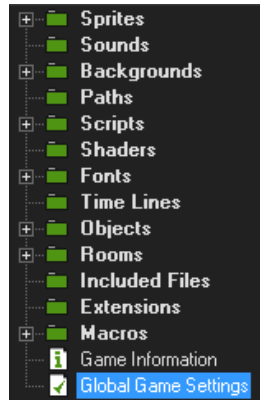 Sprites
Sounds
Backgrounds
Paths
Scripts
Shaders
Fonts
Time Lines
Objects
Rooms
Included Files
Extensions
Macros
Game Information
Global Game Settings